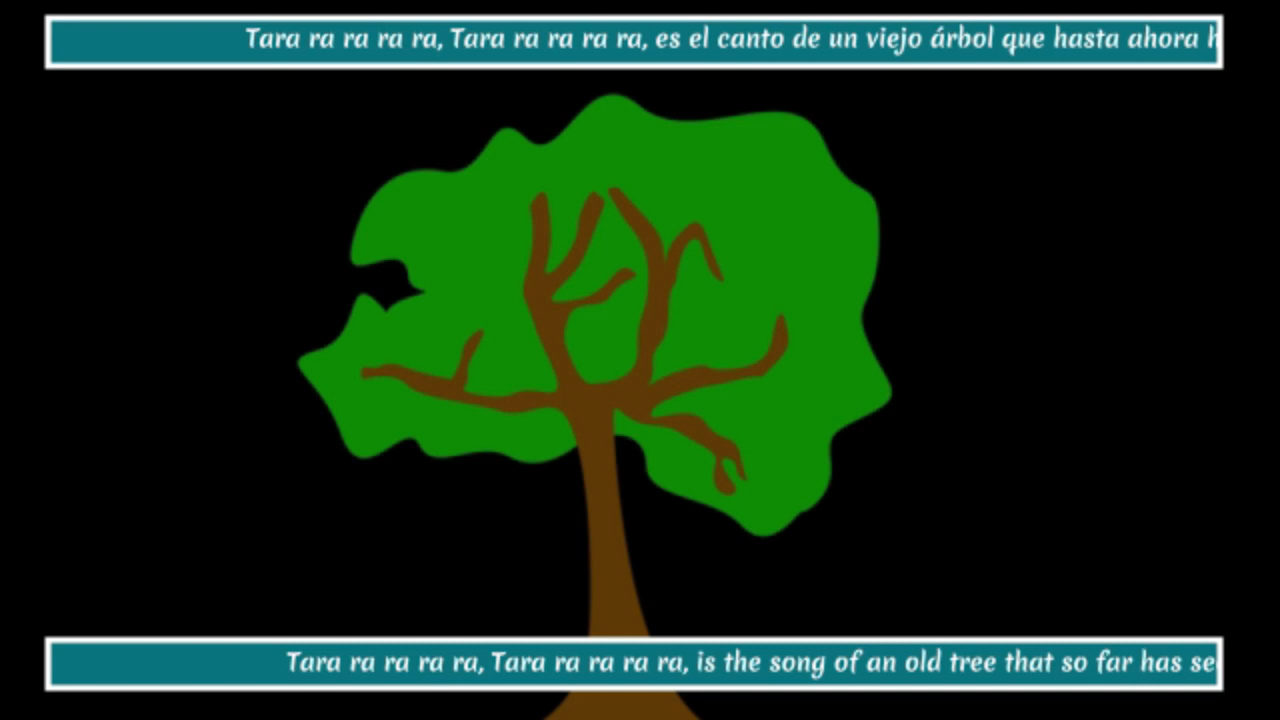 Tara ra ra ra ra, Tara ra ra ra ra, es el canto de un viejo árbol que hasta ahora
Tara ra ra ra ra, Tara ra ra ra ra, is the song of an old tree that so far has se